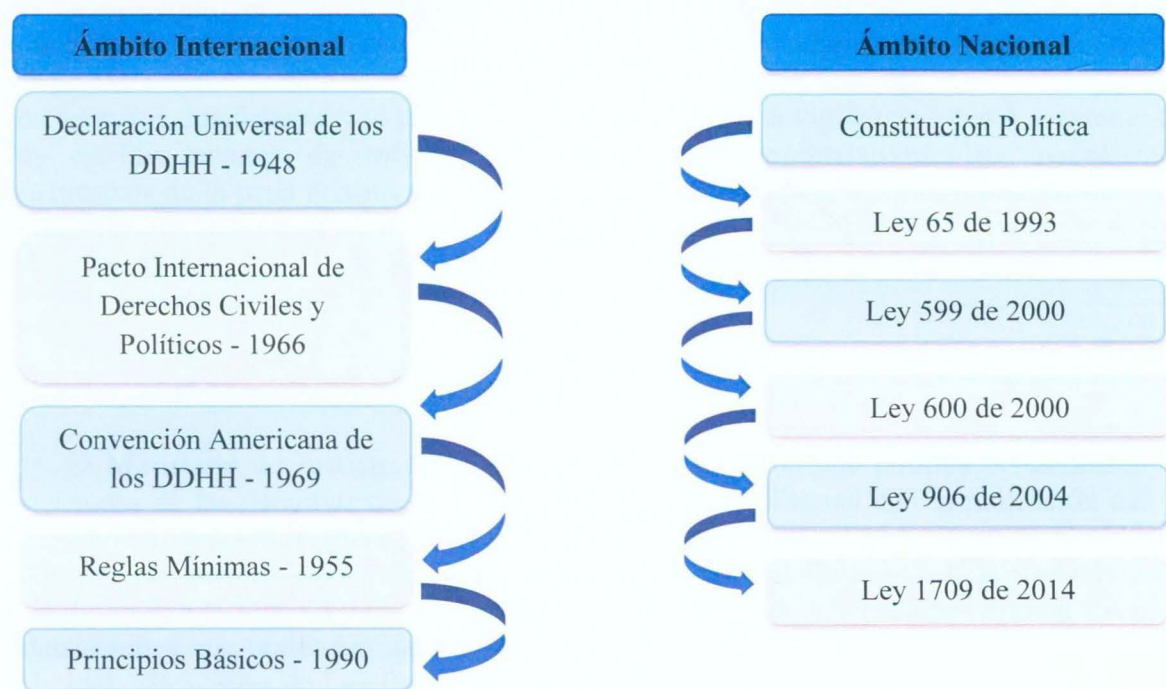 Ámbito Internacional
Declaración Universal de los
DDHH - 1948
Pacto Internacional de
Derechos Civiles y
Políticos - 1966
Convención Americana de
los DDHH - 1969
Reglas Mínimas - 1955
Principios Básicos - 1990
Ámbito Nacional
Constitución Política
Ley 65 de 1993
Ley 599 de 2000
Ley 600 de 2000
Ley 906 de 2004
Ley 1709 de 2014